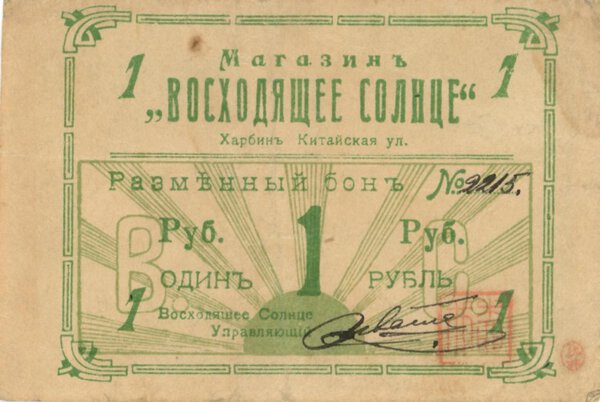 Магазинъ
1 „ВОСХОДЯЩЕЕ СОЛНЦЕ“ 1
Харбинъ Китайская ул.
Размѣнный бонъ №2215.
В. С.
Руб. 1 Руб.
ОДИНЪ РУБЛЬ
Восходящее Солнце
Управляющій
1 1